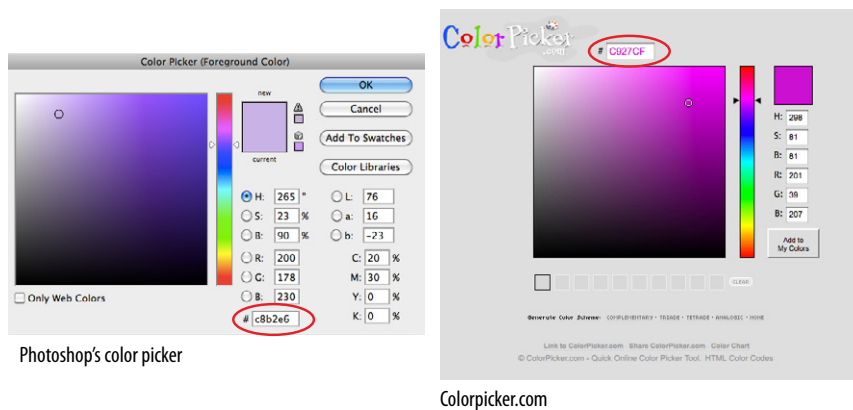 Color Picker (Foreground Color)
new
current
OK
Cancel
Add To Swatches
Color Libraries
H: 265 °
S: 23 %
B: 90 %
R: 200
G: 178
B: 230
# c8b2e6
L: 76
a: 16
b: -23
C: 20 %
M: 30 %
Y: 0 %
K: 0 %
Only Web Colors
Photoshop's color picker
ColorPicker
.com
# C927CF
H: 298
S: 81
B: 81
R: 201
G: 39
B: 207
Add to
My Colors
CLEAR
Generate Color Scheme: COMPLEMENTARY • TRIADE • TETRADE • ANALOGIC • MONO
Link to ColorPicker.com Share ColorPicker.com Color Chart
© ColorPicker.com - Quick Online Color Picker Tool. HTML Color Codes
Colorpicker.com